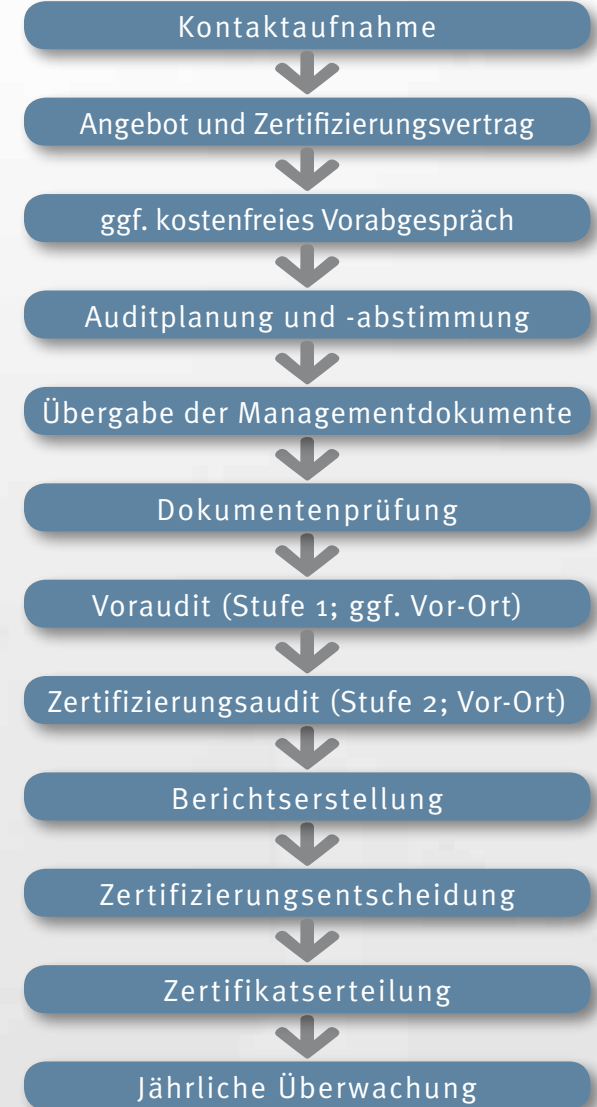 Kontaktaufnahme
Angebot und Zertifizierungsvertrag
ggf. kostenfreies Vorabgespräch
Auditplanung und -abstimmung
Übergabe der Managementdokumente
Dokumentenprüfung
Voraudit (Stufe 1; ggf. Vor-Ort)
Zertifizierungsaudit (Stufe 2; Vor-Ort)
Berichtserstellung
Zertifizierungsentscheidung
Zertifikatserteilung
Jährliche Überwachung